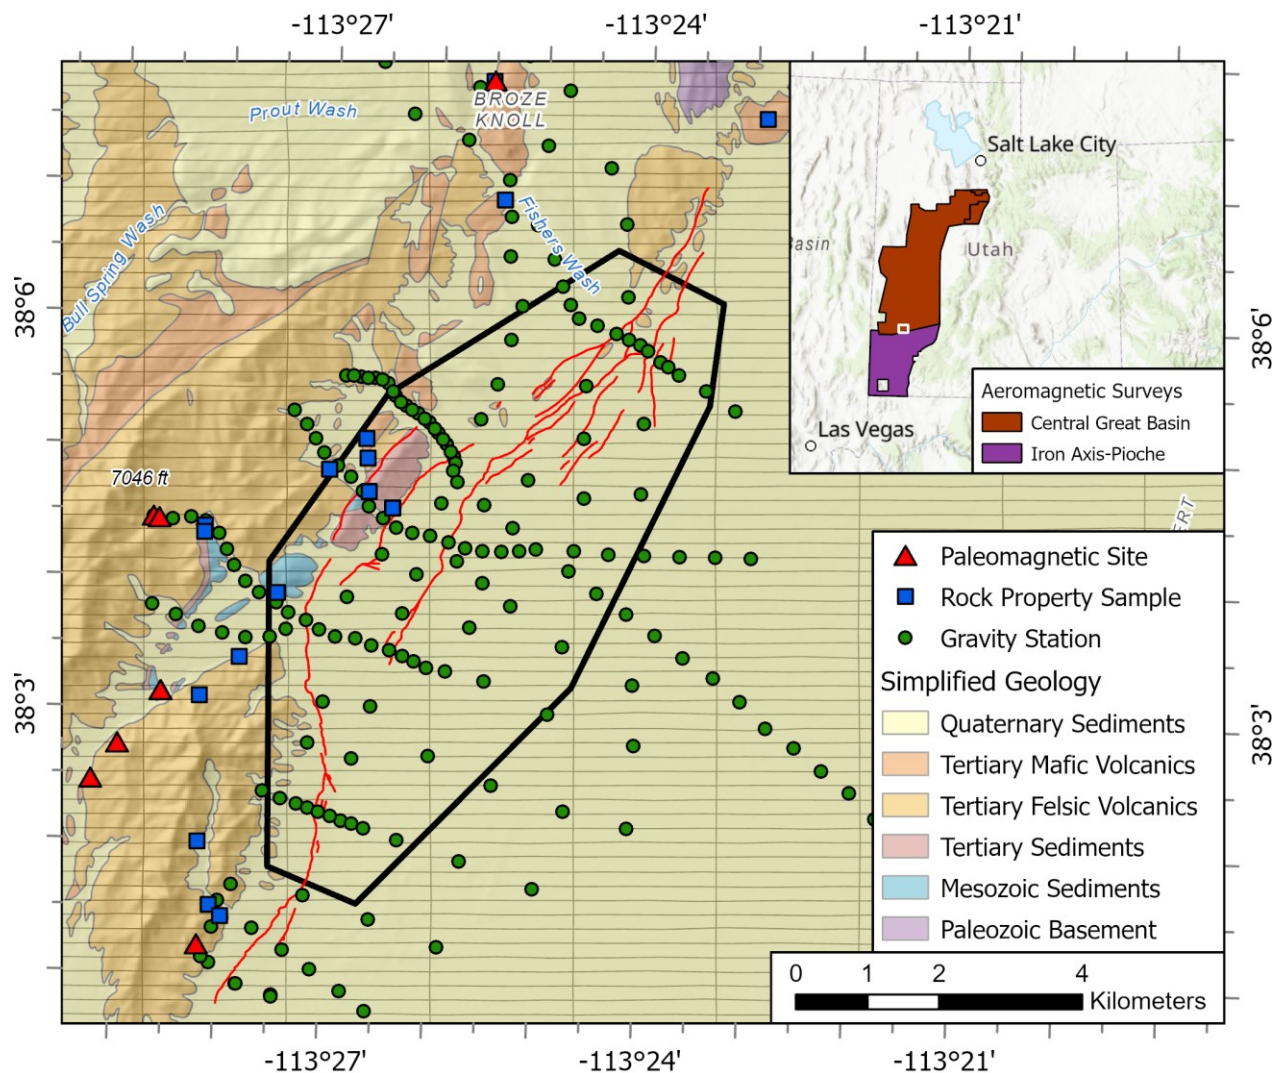 -113°27'
-113°24'
-113°21'
Prout Wash
BROZE
KNOLL
Bull Spring Wash
Fishers Wash
38°6'
38°6'
Salt Lake City
asin
Utah
Las Vegas
Aeromagnetic Surveys
Central Great Basin
Iron Axis-Pioche
7046 ft
ERT
Paleomagnetic Site
Rock Property Sample
Gravity Station
Simplified Geology
Quaternary Sediments
Tertiary Mafic Volcanics
Tertiary Felsic Volcanics
Tertiary Sediments
Mesozoic Sediments
Paleozoic Basement
38°3'
38°3'
0 1 2 4
Kilometers
-113°27'
-113°24'
-113°21'